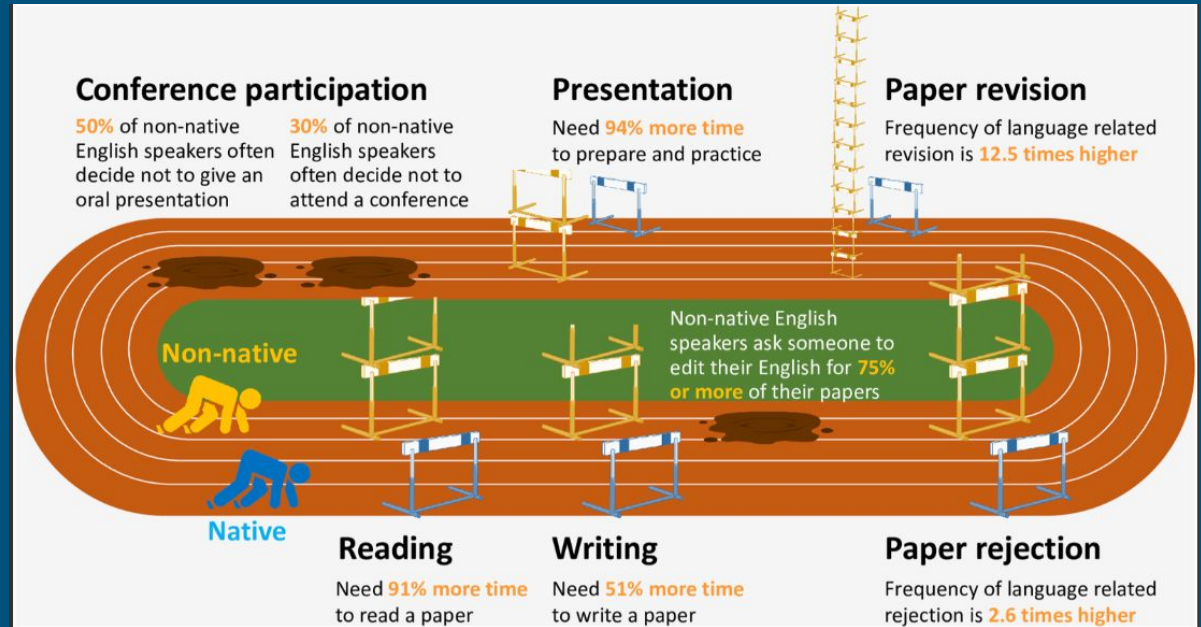 Conference participation
50% of non-native
English speakers often
decide not to give an
oral presentation
30% of non-native
English speakers
often decide not to
attend a conference
Presentation
Need 94% more time
to prepare and practice
Paper revision
Frequency of language related
revision is 12.5 times higher
Non-native
Native
Non-native English
speakers ask someone to
edit their English for 75%
or more of their papers
Reading
Need 91% more time
to read a paper
Writing
Need 51% more time
to write a paper
Paper rejection
Frequency of language related
rejection is 2.6 times higher